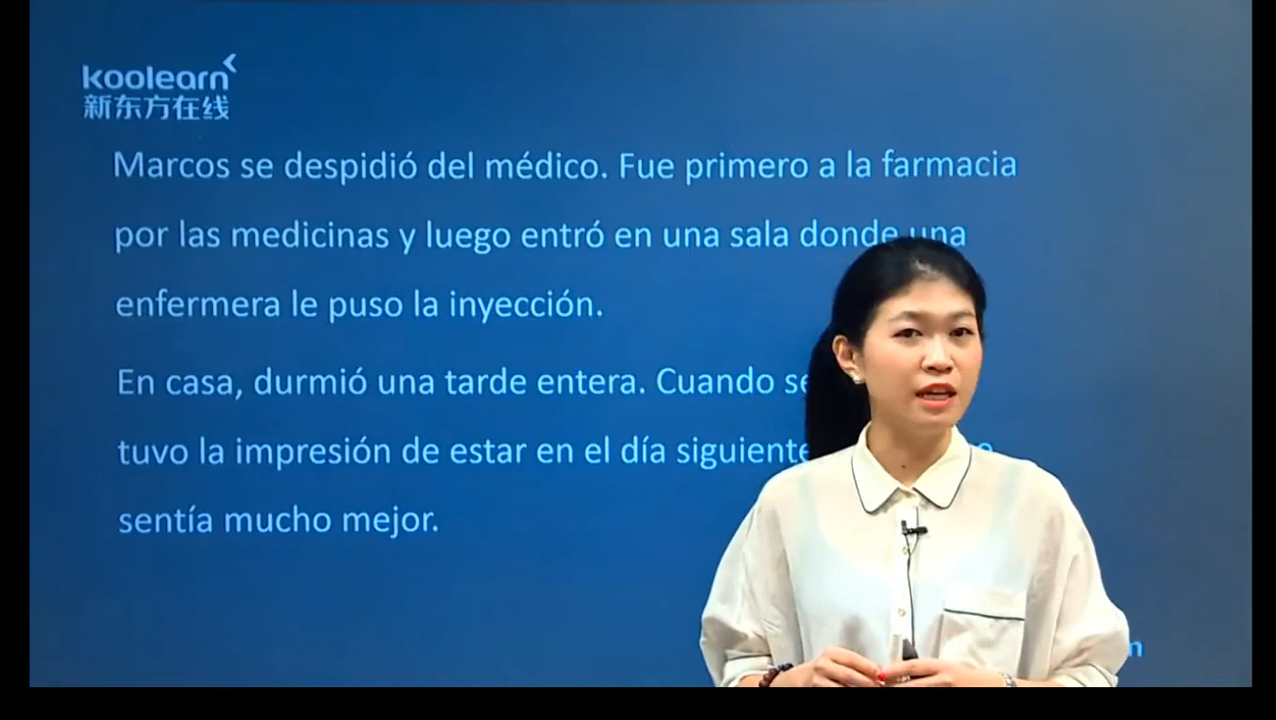 koolearn
新东方在线
Marcos se despidió del médico. Fue primero a la farmacia
por las medicinas y luego entró en una sala donde una
enfermera le puso la inyección.
En casa, durmió una tarde entera. Cuando
tuvo la impresión de estar en el día siguiente
sentía mucho mejor.